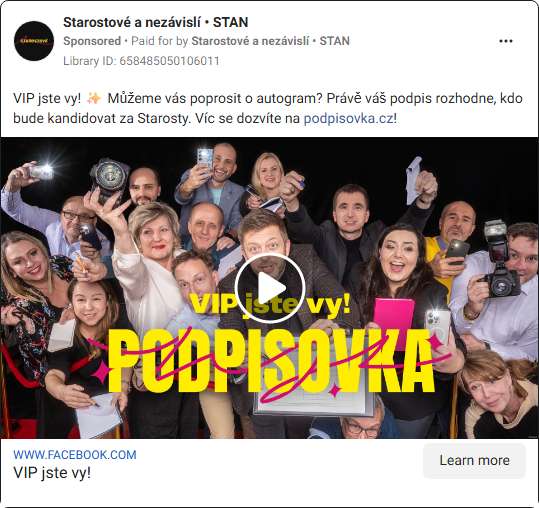 Starostové a nezávislí • STAN
Sponsored • Paid for by Starostové a nezávislí • STAN
Library ID: 658485050106011
VIP jste vy! ✨ Můžeme vás poprosit o autogram? Právě váš podpis rozhodne, kdo
bude kandidovat za Starosty. Víc se dozvíte na podpisovka.cz!
VIP jste vy!
PODPISOVKA
WWW.FACEBOOK.COM
VIP jste vy!
Learn more